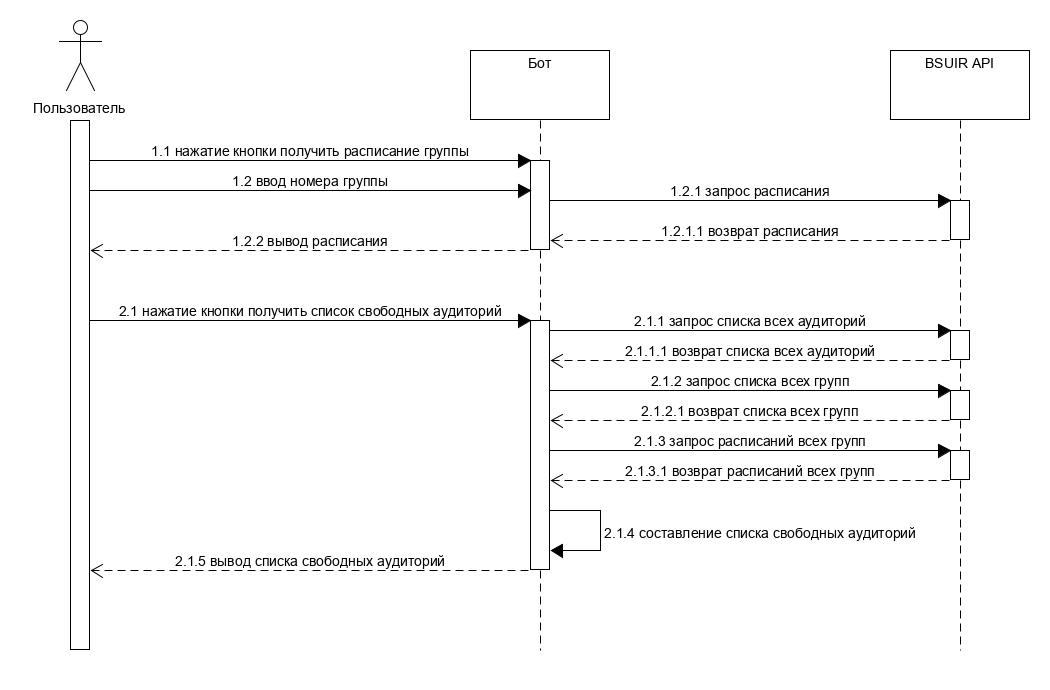 Бот
BSUIR API
Пользователь
1.1 нажатие кнопки получить расписание группы
1.2 ввод номера группы
1.2.1 запрос расписания
1.2.1.1 возврат расписания
1.2.2 вывод расписания
2.1 нажатие кнопки получить список свободных аудиторий
2.1.1 запрос списка всех аудиторий
2.1.1.1 возврат списка всех аудиторий
2.1.2 запрос списка всех групп
2.1.2.1 возврат списка всех групп
2.1.3 запрос расписаний всех групп
2.1.3.1 возврат расписаний всех групп
2.1.4 составление списка свободных аудиторий
2.1.5 вывод списка свободных аудиторий